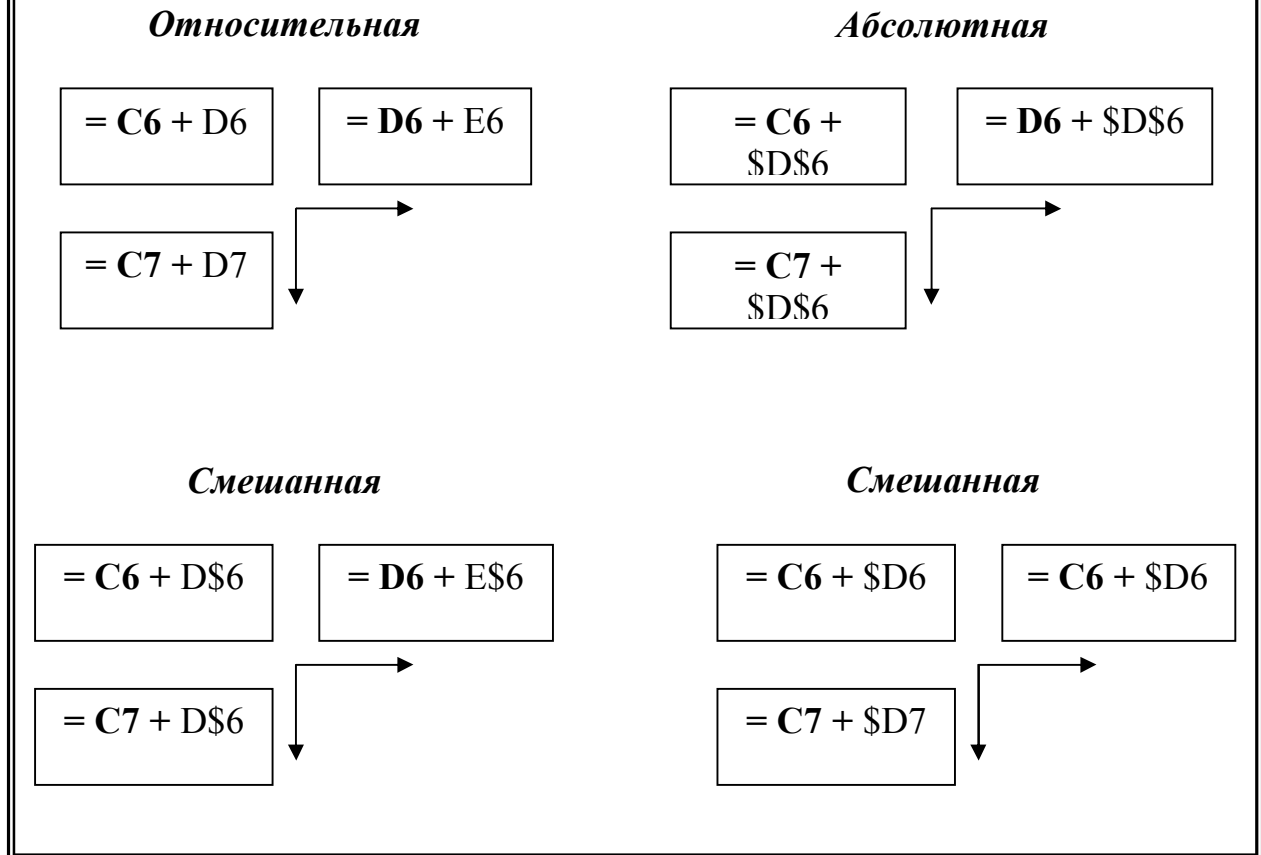 Относительная
Абсолютная
= C6 + D6
= D6 + E6
= C6 +
$D$6
= D6 + $D$6
= C7 + D7
= C7 +
$D$6
Смешанная
Смешанная
= C6 + D$6
= D6 + E$6
= C6 + $D6
= C6 + $D6
= C7 + D$6
= C7 + $D7